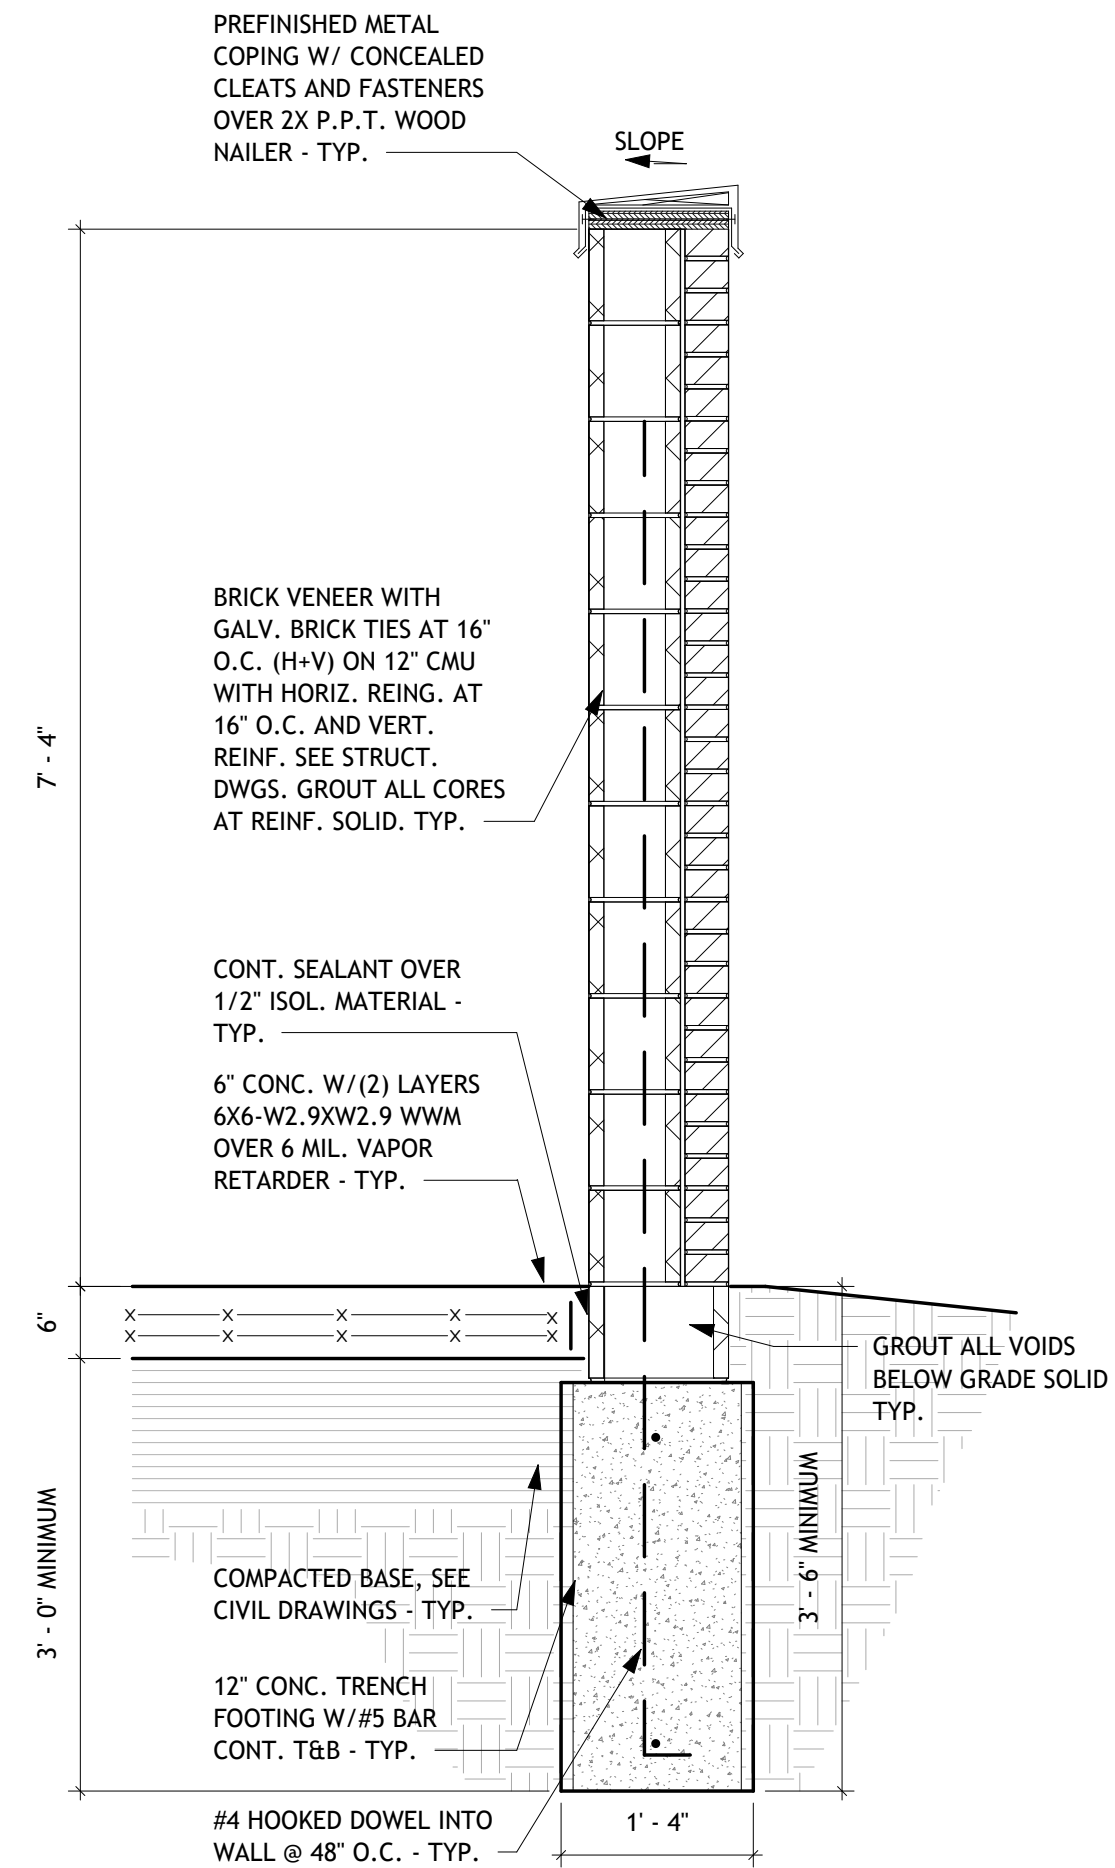 PREFINISHED METAL
COPING W/ CONCEALED
CLEATS AND FASTENERS
OVER 2X P.P.T. WOOD
NAILER - TYP.
SLOPE
7' - 4"
BRICK VENEER WITH
GALV. BRICK TIES AT 16"
O.C. (H+V) ON 12" CMU
WITH HORIZ. REING. AT
16" O.C. AND VERT.
REINF. SEE STRUCT.
DWGS. GROUT ALL CORES
AT REINF. SOLID. TYP.
CONT. SEALANT OVER
1/2" ISOL. MATERIAL -
TYP.
6" CONC. W/(2) LAYERS
6X6-W2.9XW2.9 WWM
OVER 6 MIL. VAPOR
RETARDER - TYP.
6"
X X X X X
X X X X X
GROUT ALL VOIDS
BELOW GRADE SOLID
TYP.
3' - 0" MINIMUM
3' - 6" MINIMUM
COMPACTED BASE, SEE
CIVIL DRAWINGS - TYP.
12" CONC. TRENCH
FOOTING W/#5 BAR
CONT. T&B - TYP.
#4 HOOKED DOWEL INTO
WALL @ 48" O.C. - TYP.
1' - 4"